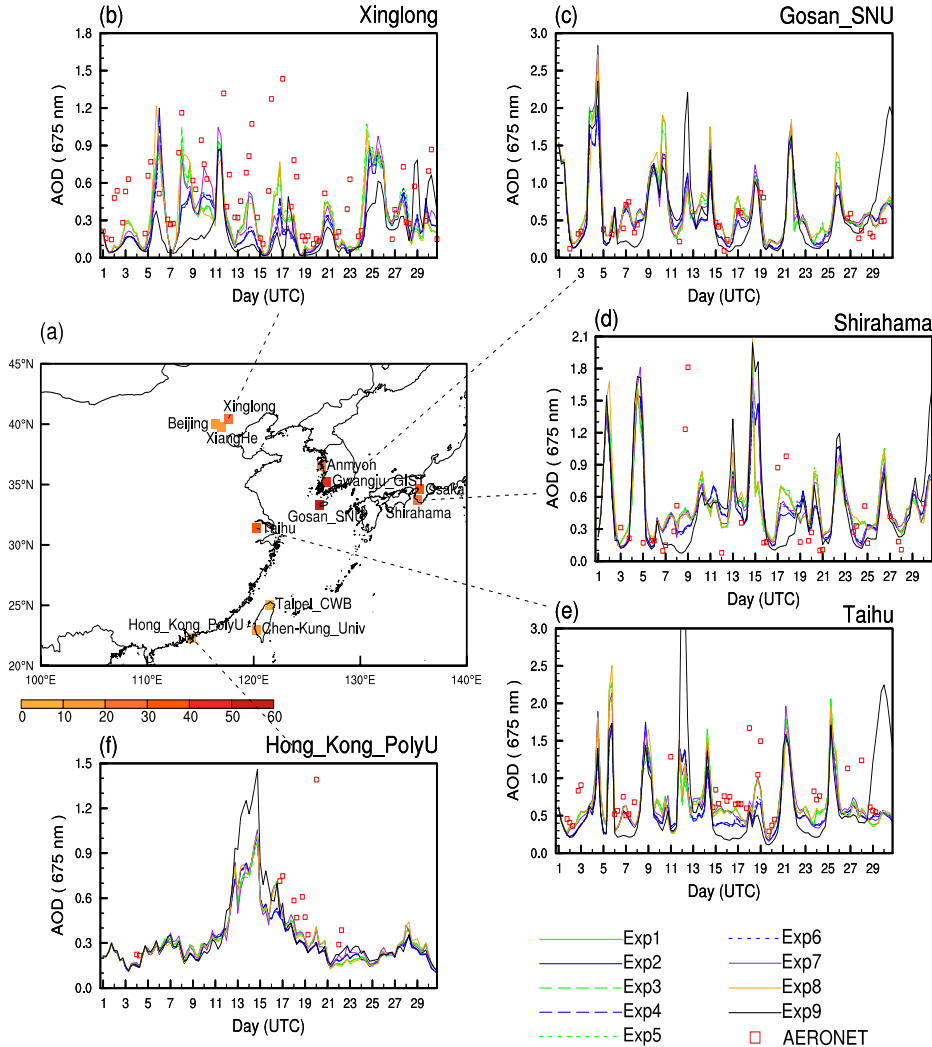 (b) Xinglong
AOD ( 675 nm )
1.8
1.5
1.2
0.9
0.6
0.3
0.0
1 3 5 7 9 11 13 15 17 19 21 23 25 27 29
Day (UTC)
(c) Gosan_SNU
AOD ( 675 nm )
3.0
2.5
2.0
1.5
1.0
0.5
0.0
1 3 5 7 9 11 13 15 17 19 21 23 25 27 29
Day (UTC)
(a)
45°N
40°N
35°N
30°N
25°N
20°N
100°E 110°E 120°E 130°E 140°E
Xinglong
Beijing
XiangHe
Anmyon
Gwangju_GIST
Osaka
Shirahama
Gosan_SNU
Taihu
Taipei_CWB
Hong_Kong_PolyU
Chen-Kung_Univ
0 10 20 30 40 50 60
(d) Shirahama
AOD ( 675 nm )
2.1
1.8
1.5
1.2
0.9
0.6
0.3
0.0
1 3 5 7 9 11 13 15 17 19 21 23 25 27 29
Day (UTC)
(e) Taihu
AOD ( 675 nm )
3.0
2.5
2.0
1.5
1.0
0.5
0.0
1 3 5 7 9 11 13 15 17 19 21 23 25 27 29
Day (UTC)
(f) Hong_Kong_PolyU
AOD ( 675 nm )
1.5
1.2
0.9
0.6
0.3
0.0
1 3 5 7 9 11 13 15 17 19 21 23 25 27 29
Day (UTC)
Exp1
Exp2
Exp3
Exp4
Exp5
Exp6
Exp7
Exp8
Exp9
AERONET